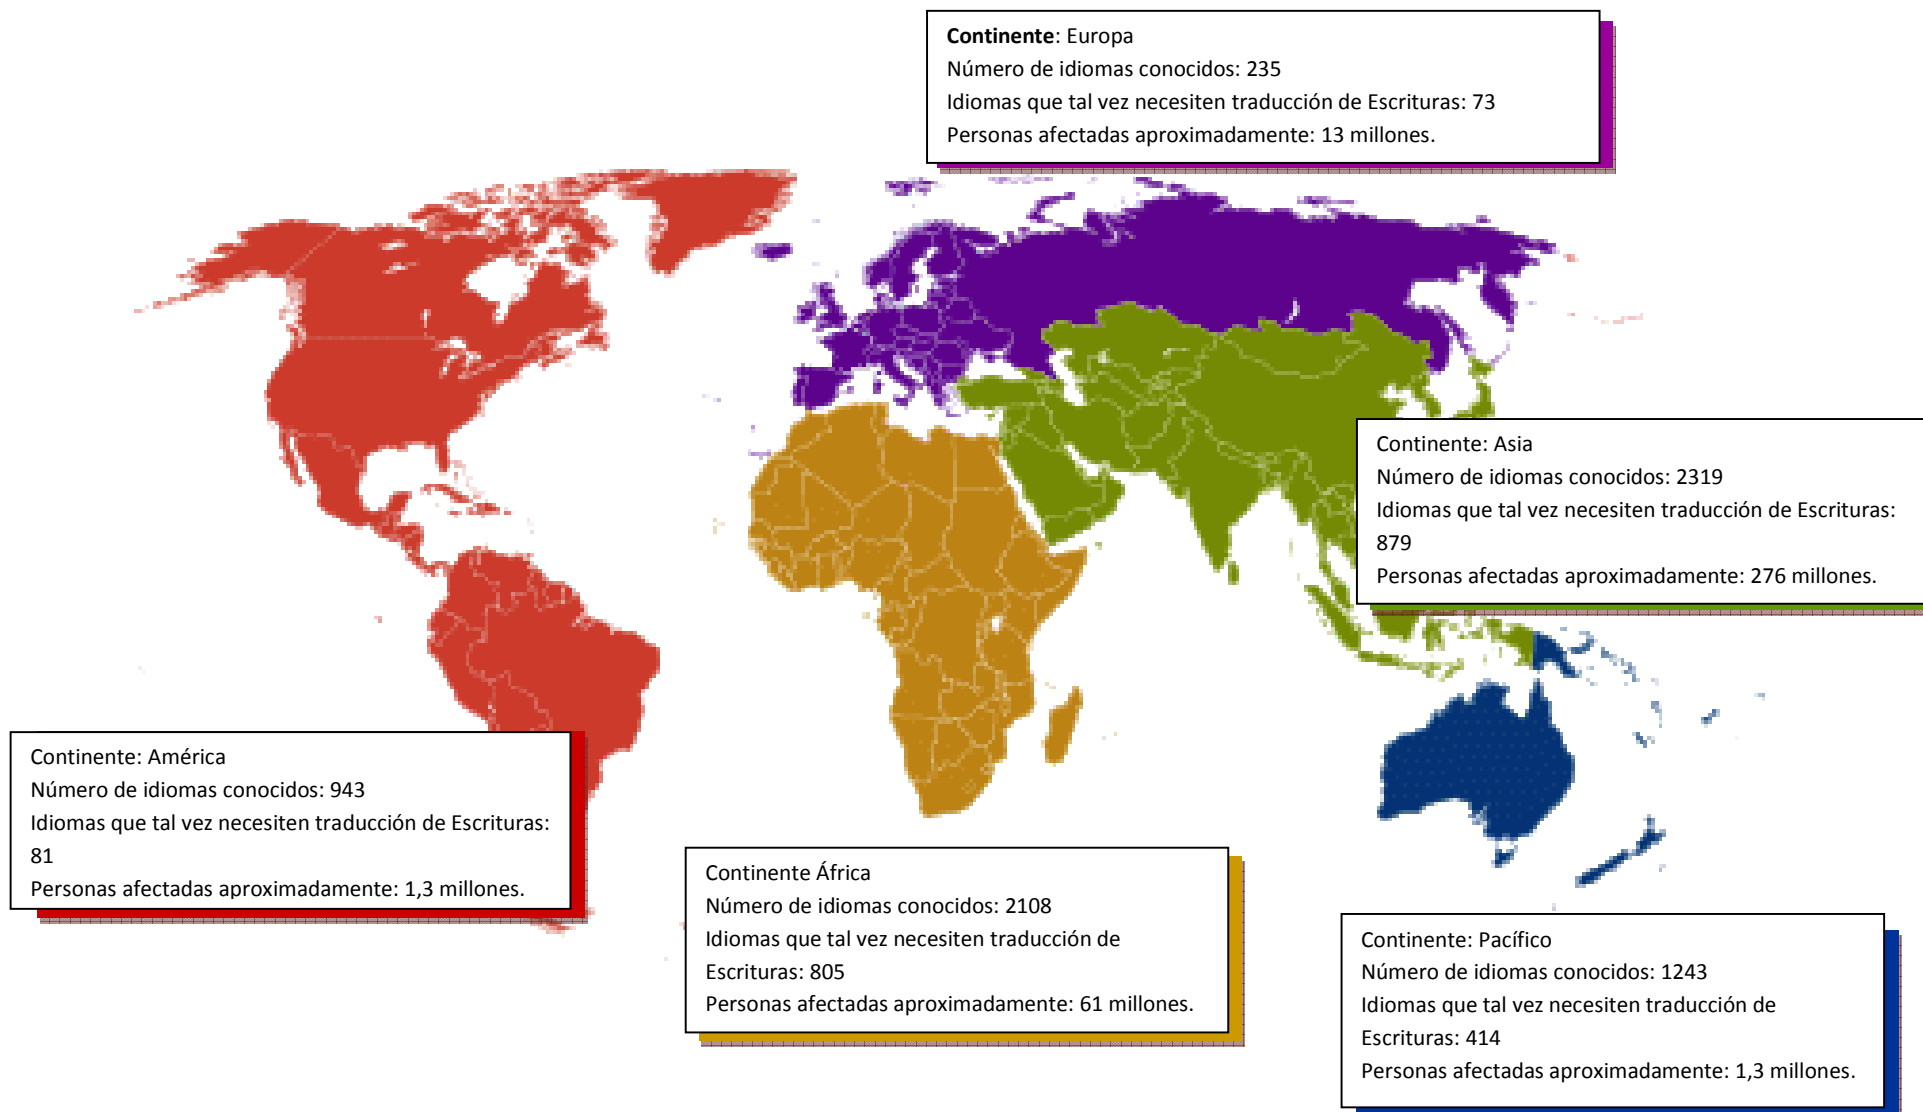 Continente: Europa
Número de idiomas conocidos: 235
Idiomas que tal vez necesiten traducción de Escrituras: 73
Personas afectadas aproximadamente: 13 millones.
Continente: Asia
Número de idiomas conocidos: 2319
Idiomas que tal vez necesiten traducción de Escrituras:
879
Personas afectadas aproximadamente: 276 millones.
Continente: América
Número de idiomas conocidos: 943
Idiomas que tal vez necesiten traducción de Escrituras:
81
Personas afectadas aproximadamente: 1,3 millones.
Continente África
Número de idiomas conocidos: 2108
Idiomas que tal vez necesiten traducción de
Escrituras: 805
Personas afectadas aproximadamente: 61 millones.
Continente: Pacífico
Número de idiomas conocidos: 1243
Idiomas que tal vez necesiten traducción de
Escrituras: 414
Personas afectadas aproximadamente: 1,3 millones.